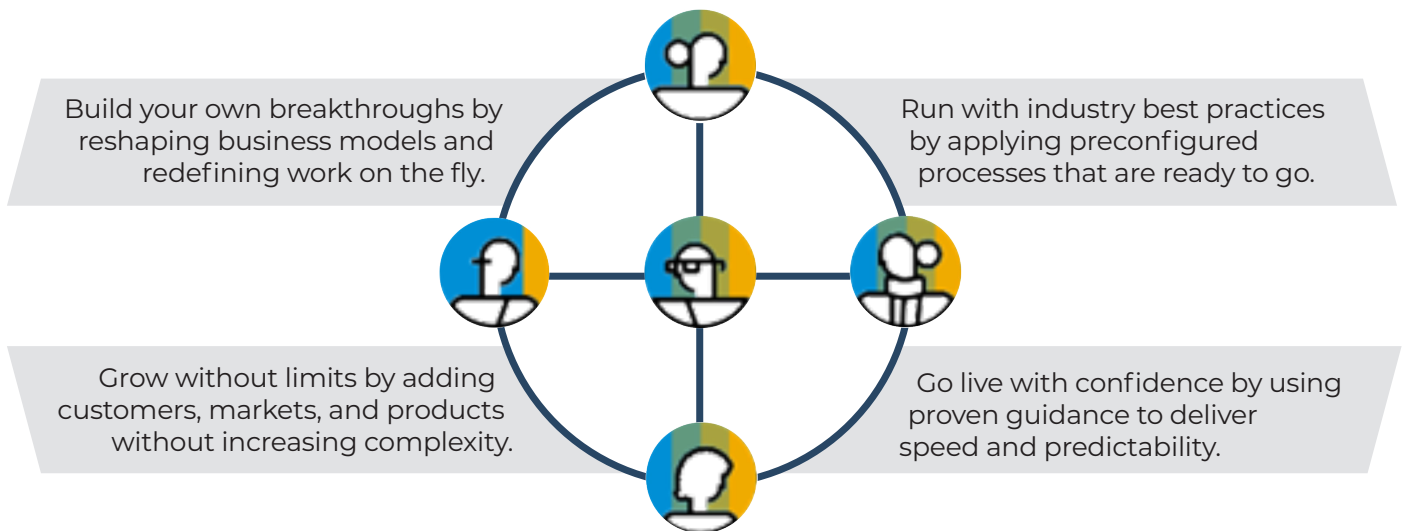 Build your own breakthroughs by
reshaping business models and
redefining work on the fly.
Run with industry best practices
by applying preconfigured
processes that are ready to go.
Grow without limits by adding
customers, markets, and products
without increasing complexity.
Go live with confidence by using
proven guidance to deliver
speed and predictability.